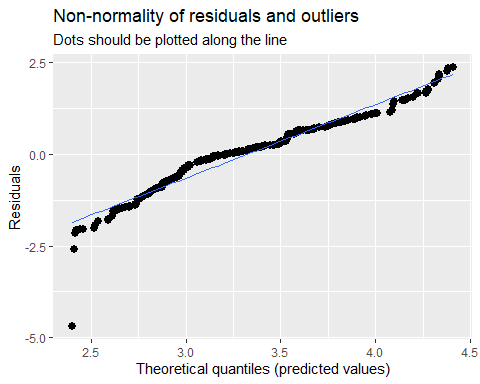 Non-normality of residuals and outliers
Dots should be plotted along the line
2.5
0.0
-2.5
-5.0
Residuals
2.5 3.0 3.5 4.0 4.5
Theoretical quantiles (predicted values)